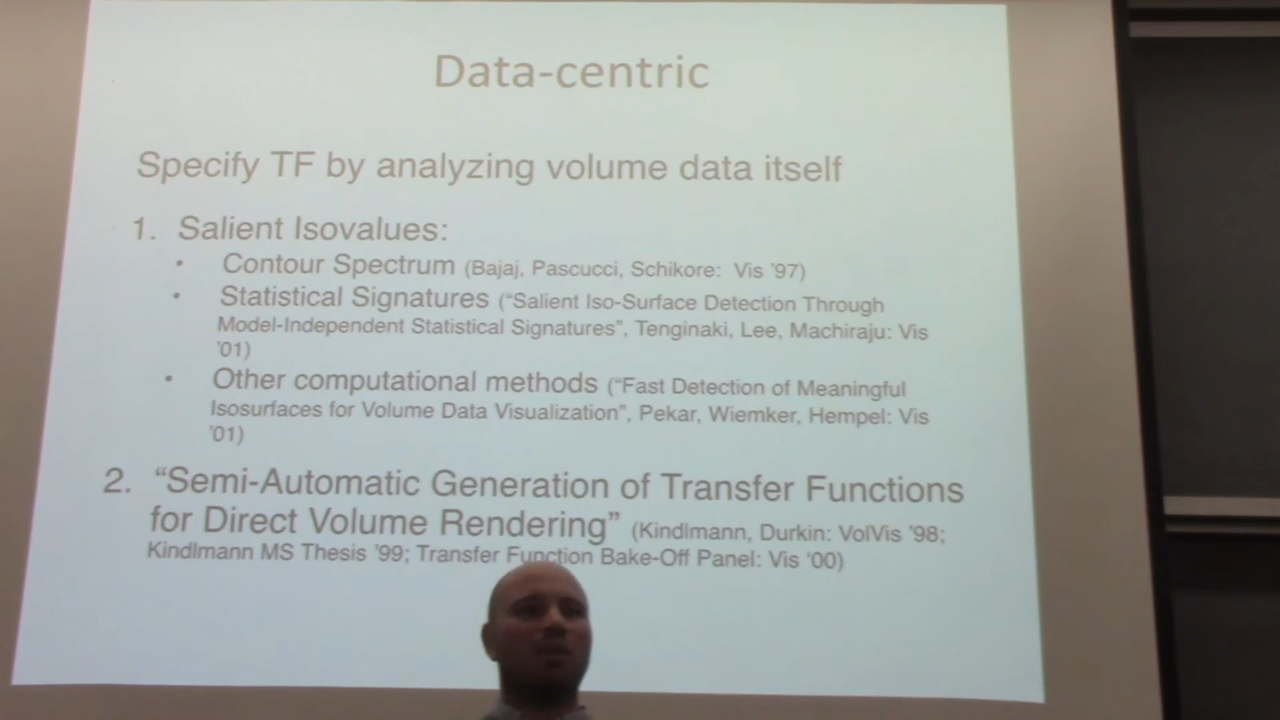 Data-centric
Specify TF by analyzing volume data itself
1. Salient Isovalues:
• Contour Spectrum (Bajaj, Pascucci, Schikore: Vis '97)
• Statistical Signatures (“Salient Iso-Surface Detection Through
Model-Independent Statistical Signatures”, Tenginaki, Lee, Machiraju: Vis
'01)
• Other computational methods (“Fast Detection of Meaningful
Isosurfaces for Volume Data Visualization”, Pekar, Wiemker, Hempel: Vis
'01)
2. “Semi-Automatic Generation of Transfer Functions
for Direct Volume Rendering” (Kindlmann, Durkin: VolVis '98;
Kindlmann MS Thesis '99; Transfer Function Bake-Off Panel: Vis '00)